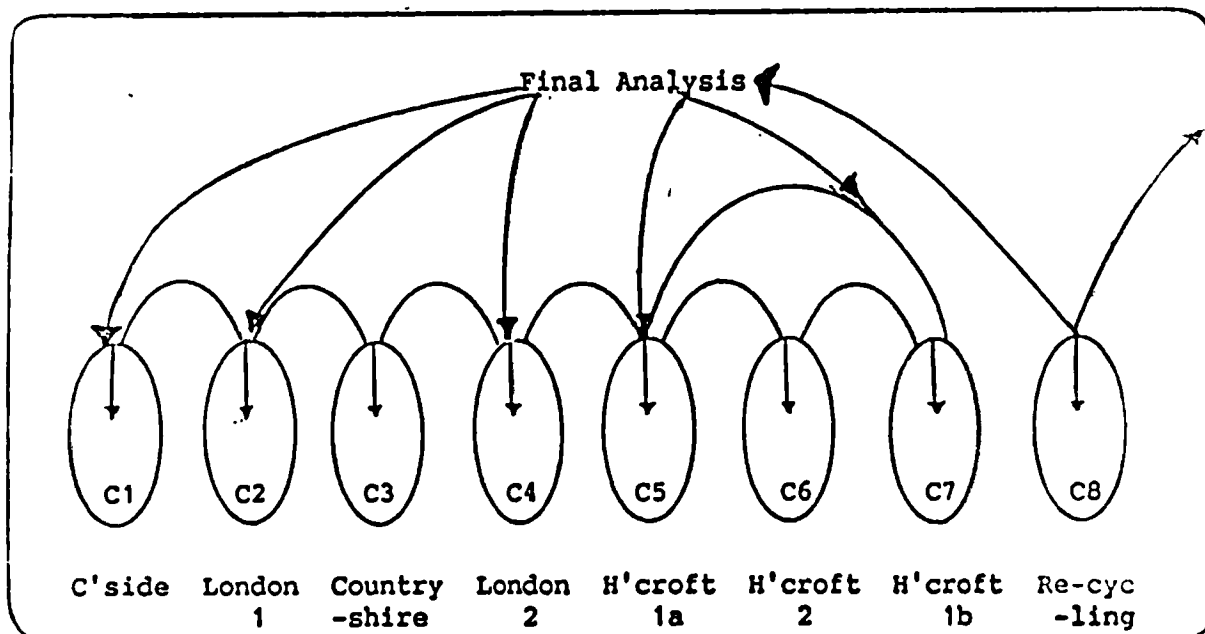 Final Analysis
C1 C2 C3 C4 C5 C6 C7 C8
C'side London Country London H'croft H'croft H'croft Re-cyc
1 -shire 2 1a 2 1b -ling